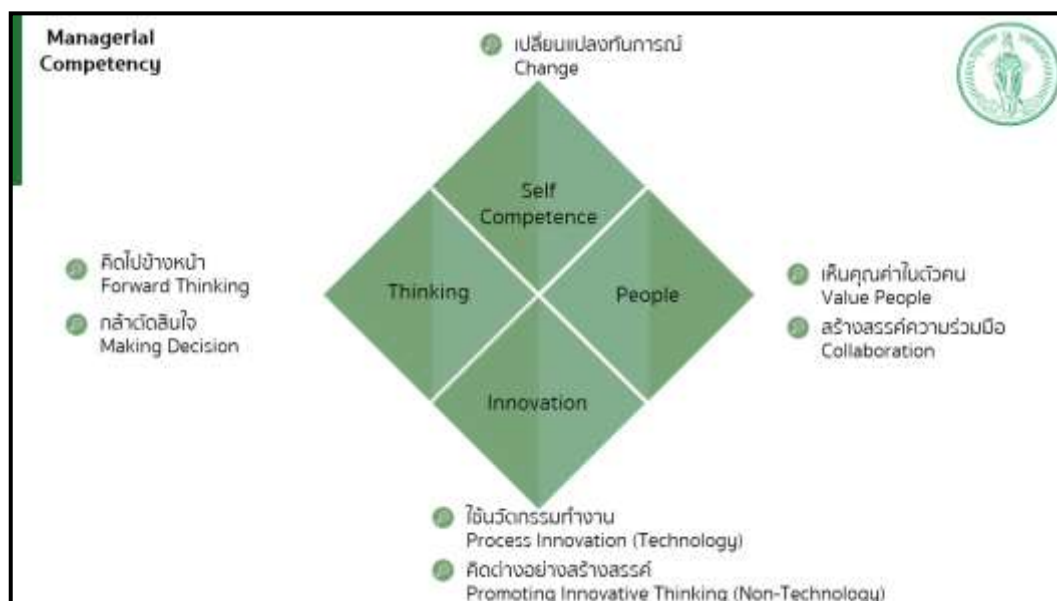 Managerial
Competency
เปลี่ยนแปลงทันการณ์
Change
Self
Competence
คิดไปข้างหน้า
Forward Thinking
กล้าตัดสินใจ
Making Decision
Thinking
People
เห็นคุณค่าในตัวคน
Value People
สร้างสรรค์ความร่วมมือ
Collaboration
Innovation
ใช้นวัตกรรมทำงาน
Process Innovation (Technology)
คิดต่างอย่างสร้างสรรค์
Promoting Innovative Thinking (Non-Technology)